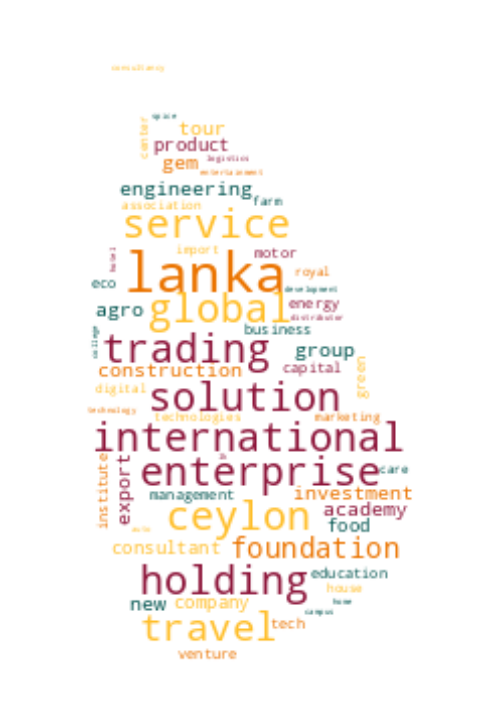 consultancy
spice
center
tour
product
logistics
gem
entertainment
engineering
farm
association
service
import
motor
hotel
lanka
royal
eco
development
global
energy
agro
distributor
business
college
trading
group
construction
capital
green
digital
solution
technology
technologies
marketing
international
enterprise
care
institute
export
management
investment
ceylon
academy
food
auto
consultant
foundation
holding
education
house
new
company
home
campus
travel
tech
venture